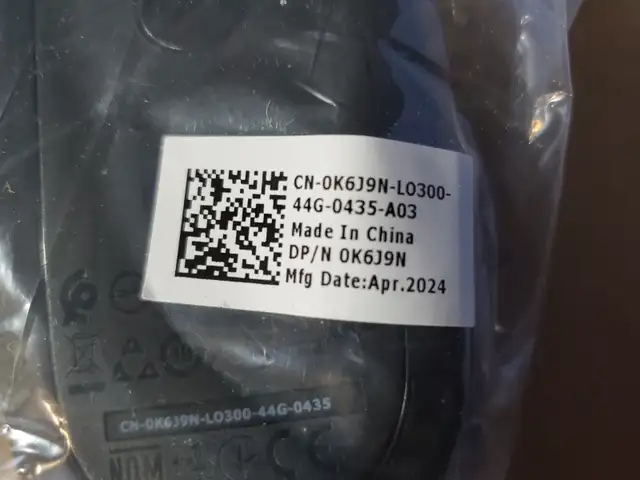 CN-0K6J9N-LO300-
44G-0435-A03
Made In China
DP/N 0K6J9N
Mfg Date:Apr.2024
CN-0K6J9N-LO300-44G-0435
NOM